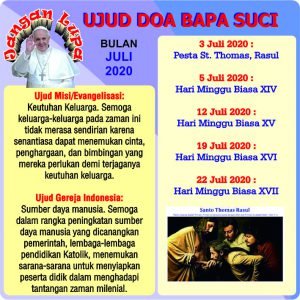 Jangan Lupa
UJUD DOA BAPA SUCI
BULAN
JULI
2020
Ujud Misi/Evangelisasi:
Keutuhan Keluarga. Semoga
keluarga-keluarga pada zaman ini
tidak merasa sendirian karena
senantiasa dapat menemukan cinta,
penghargaan, dan bimbingan yang
mereka perlukan demi terjaganya
keutuhan keluarga.
Ujud Gereja Indonesia:
Sumber daya manusia. Semoga
dalam rangka peningkatan sumber
daya manusia yang dicanangkan
pemerintah, lembaga-lembaga
pendidikan Katolik, menemukan
sarana-sarana untuk menyiapkan
peserta didik dalam menghadapi
tantangan zaman milenial.
3 Juli 2020 :
Pesta St. Thomas, Rasul
5 Juli 2020 :
Hari Minggu Biasa XIV
12 Juli 2020 :
Hari Minggu Biasa XV
19 Juli 2020 :
Hari Minggu Biasa XVI
22 Juli 2020 :
Hari Minggu Biasa XVII
Santo Thomas Rasul